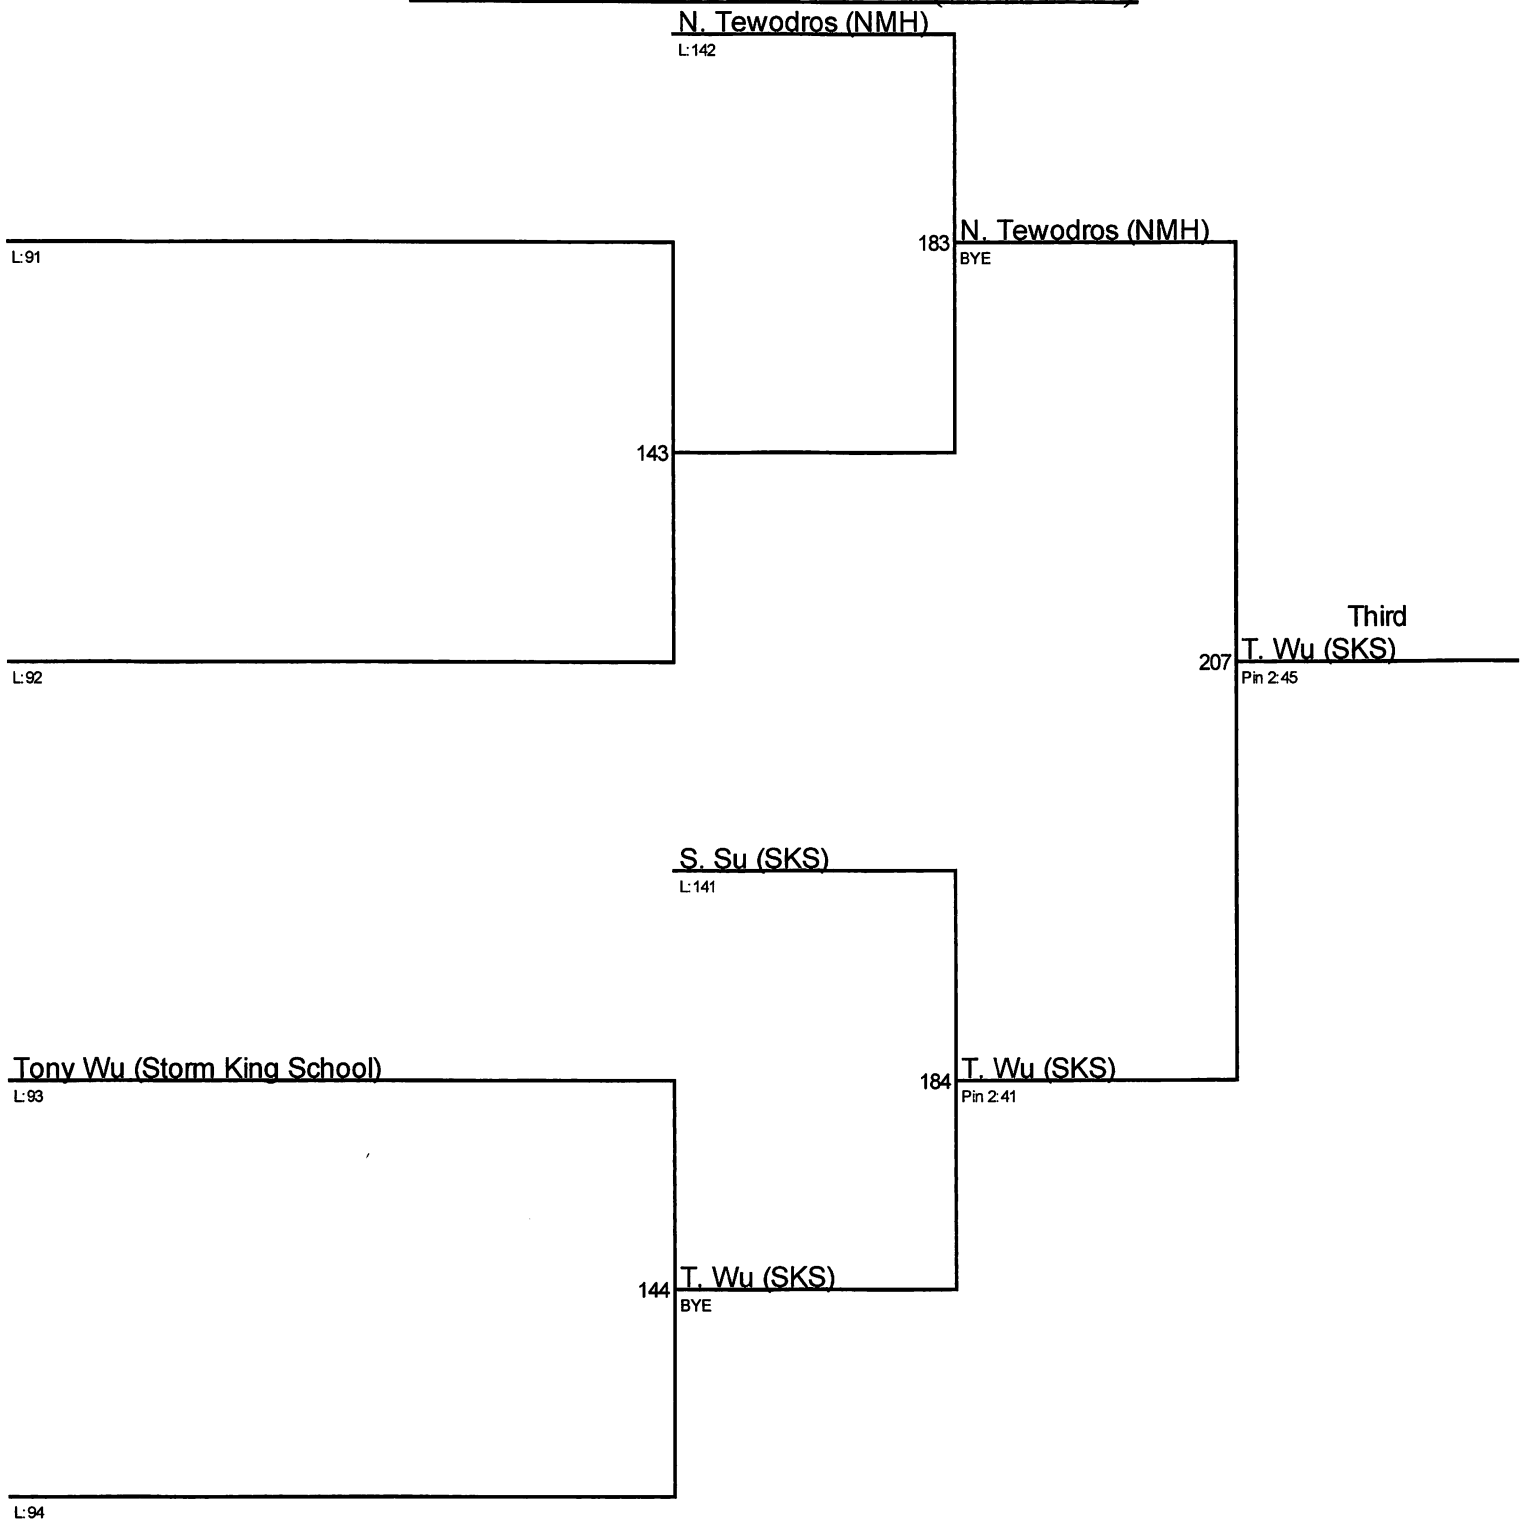 N. Tewodros (NMH)
L:142
L:91
183
N. Tewodros (NMH)
BYE
143
L:92
Third
207
T. Wu (SKS)
Pin 2:45
S. Su (SKS)
L:141
Tony Wu (Storm King School)
L:93
184
T. Wu (SKS)
Pin 2:41
144
T. Wu (SKS)
BYE
L:94